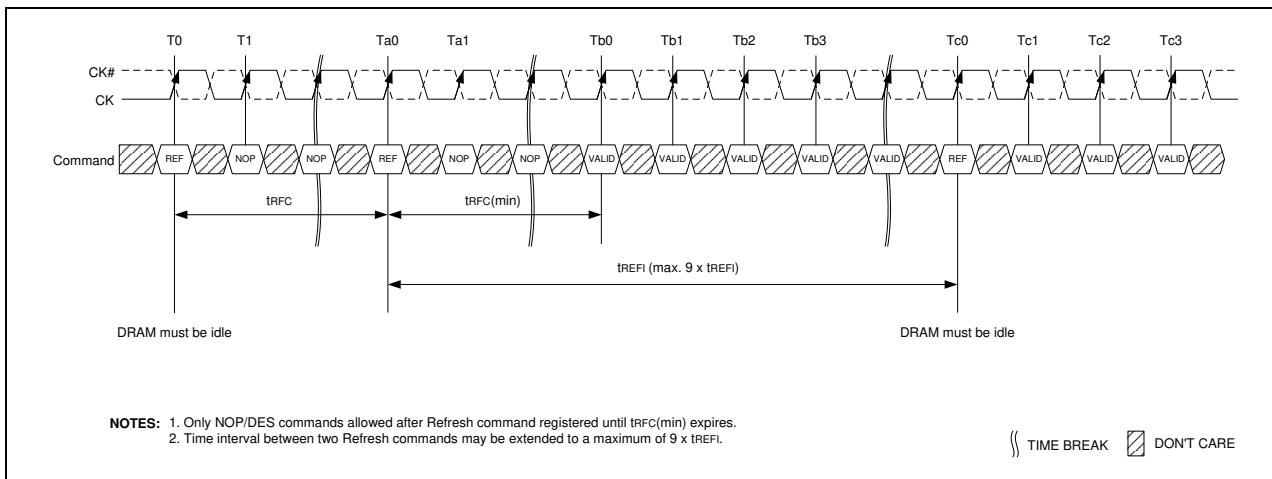 T0 T1 Ta0 Ta1 Tb0 Tb1 Tb2 Tb3 Tc0 Tc1 Tc2 Tc3
CK#
CK
Command REF NOP NOP REF NOP NOP VALID VALID VALID VALID VALID REF VALID VALID VALID
tRFC tRFC(min)
tREFI (max. 9 x tREFI)
DRAM must be idle DRAM must be idle
NOTES: 1. Only NOP/DES commands allowed after Refresh command registered until tRFC(min) expires.
2. Time interval between two Refresh commands may be extended to a maximum of 9 x tREFI.
TIME BREAK DON'T CARE